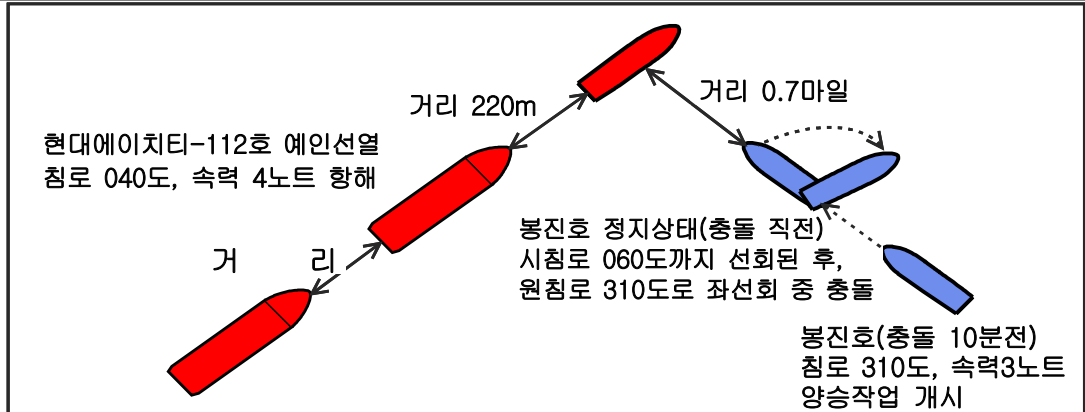 거리 220m
거리 0.7마일
현대에이치티-112호 예인선열
침로 040도, 속력 4노트 항해
거 리
봉진호 정지상태(충돌 직전)
시침로 060도까지 선회된 후,
원침로 310도로 좌선회 중 충돌
봉진호(충돌 10분전)
침로 310도, 속력3노트
양승작업 개시